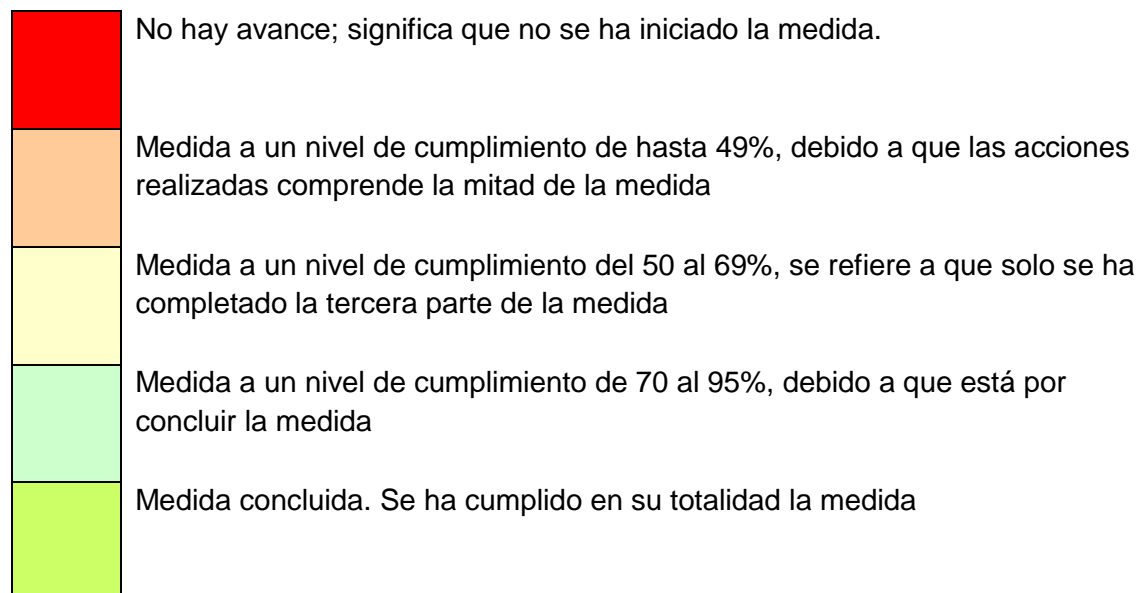 No hay avance; significa que no se ha iniciado la medida.
Medida a un nivel de cumplimiento de hasta 49%, debido a que las acciones
realizadas comprende la mitad de la medida
Medida a un nivel de cumplimiento del 50 al 69%, se refiere a que solo se ha
completado la tercera parte de la medida
Medida a un nivel de cumplimiento de 70 al 95%, debido a que está por
concluir la medida
Medida concluida. Se ha cumplido en su totalidad la medida